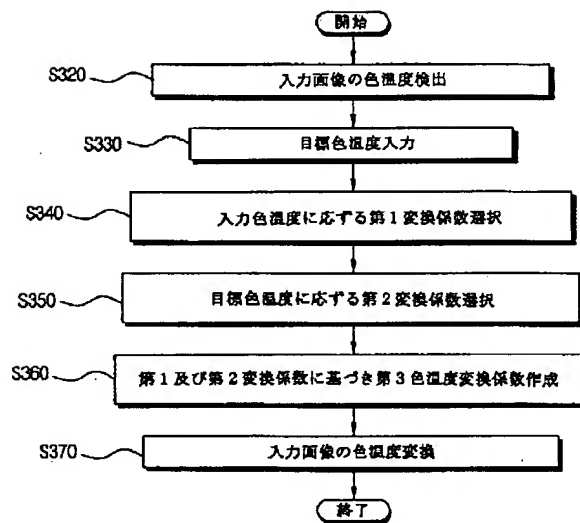 開始
S320
入力画像の色温度検出
S330
目標色温度入力
S340
入力色温度に応ずる第1変換係数選択
S350
目標色温度に応ずる第2変換係数選択
S360
第1及び第2変換係数に基づき第3色温度変換係数作成
S370
入力画像の色温度変換
終了